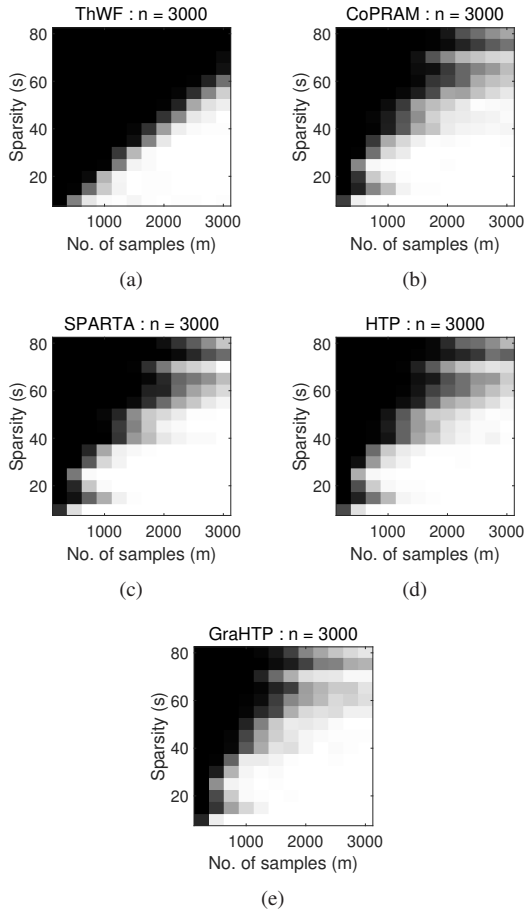 ThWF : n = 3000
80
60
40
20
Sparsity (s)
1000 2000 3000
No. of samples (m)
(a)
CoPRAM : n = 3000
80
60
40
20
Sparsity (s)
1000 2000 3000
No. of samples (m)
(b)
SPARTA : n = 3000
80
60
40
20
Sparsity (s)
1000 2000 3000
No. of samples (m)
(c)
HTP : n = 3000
80
60
40
20
Sparsity (s)
1000 2000 3000
No. of samples (m)
(d)
GraHTP : n = 3000
80
60
40
20
Sparsity (s)
1000 2000 3000
No. of samples (m)
(e)